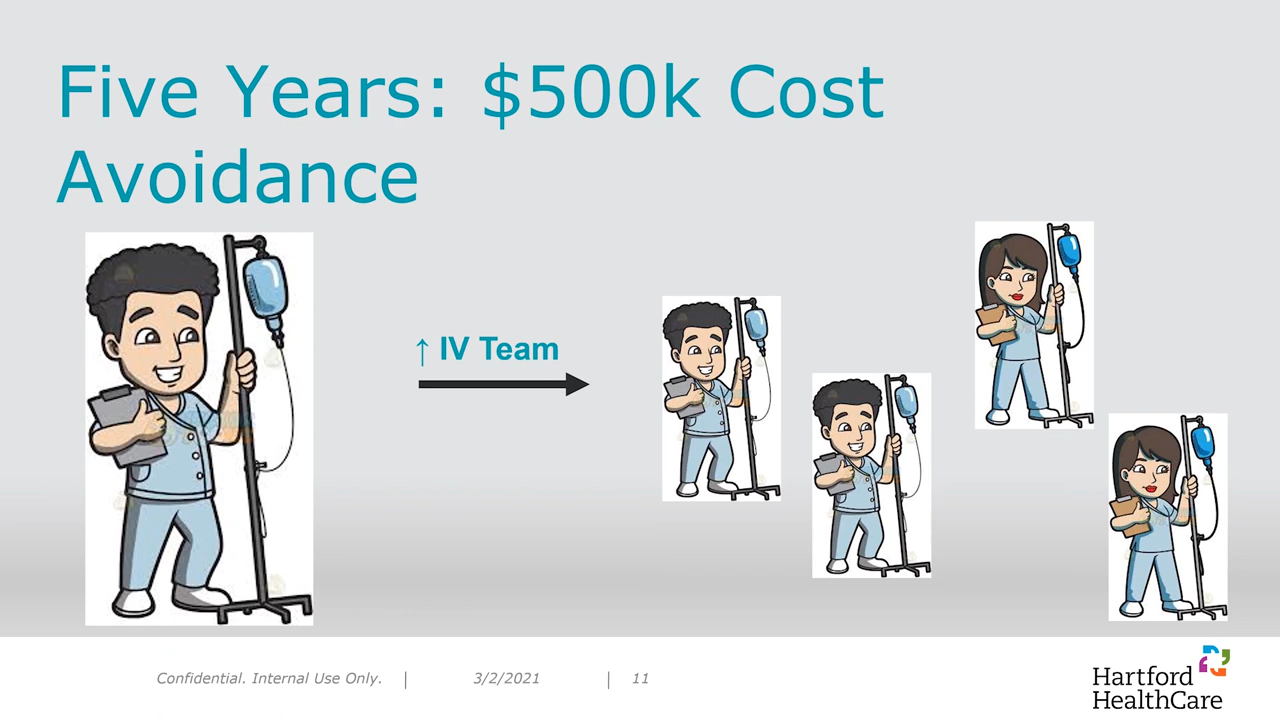 Five Years: $500k Cost
Avoidance
↑ IV Team
Confidential. Internal Use Only. | 3/2/2021 | 11
Hartford
HealthCare